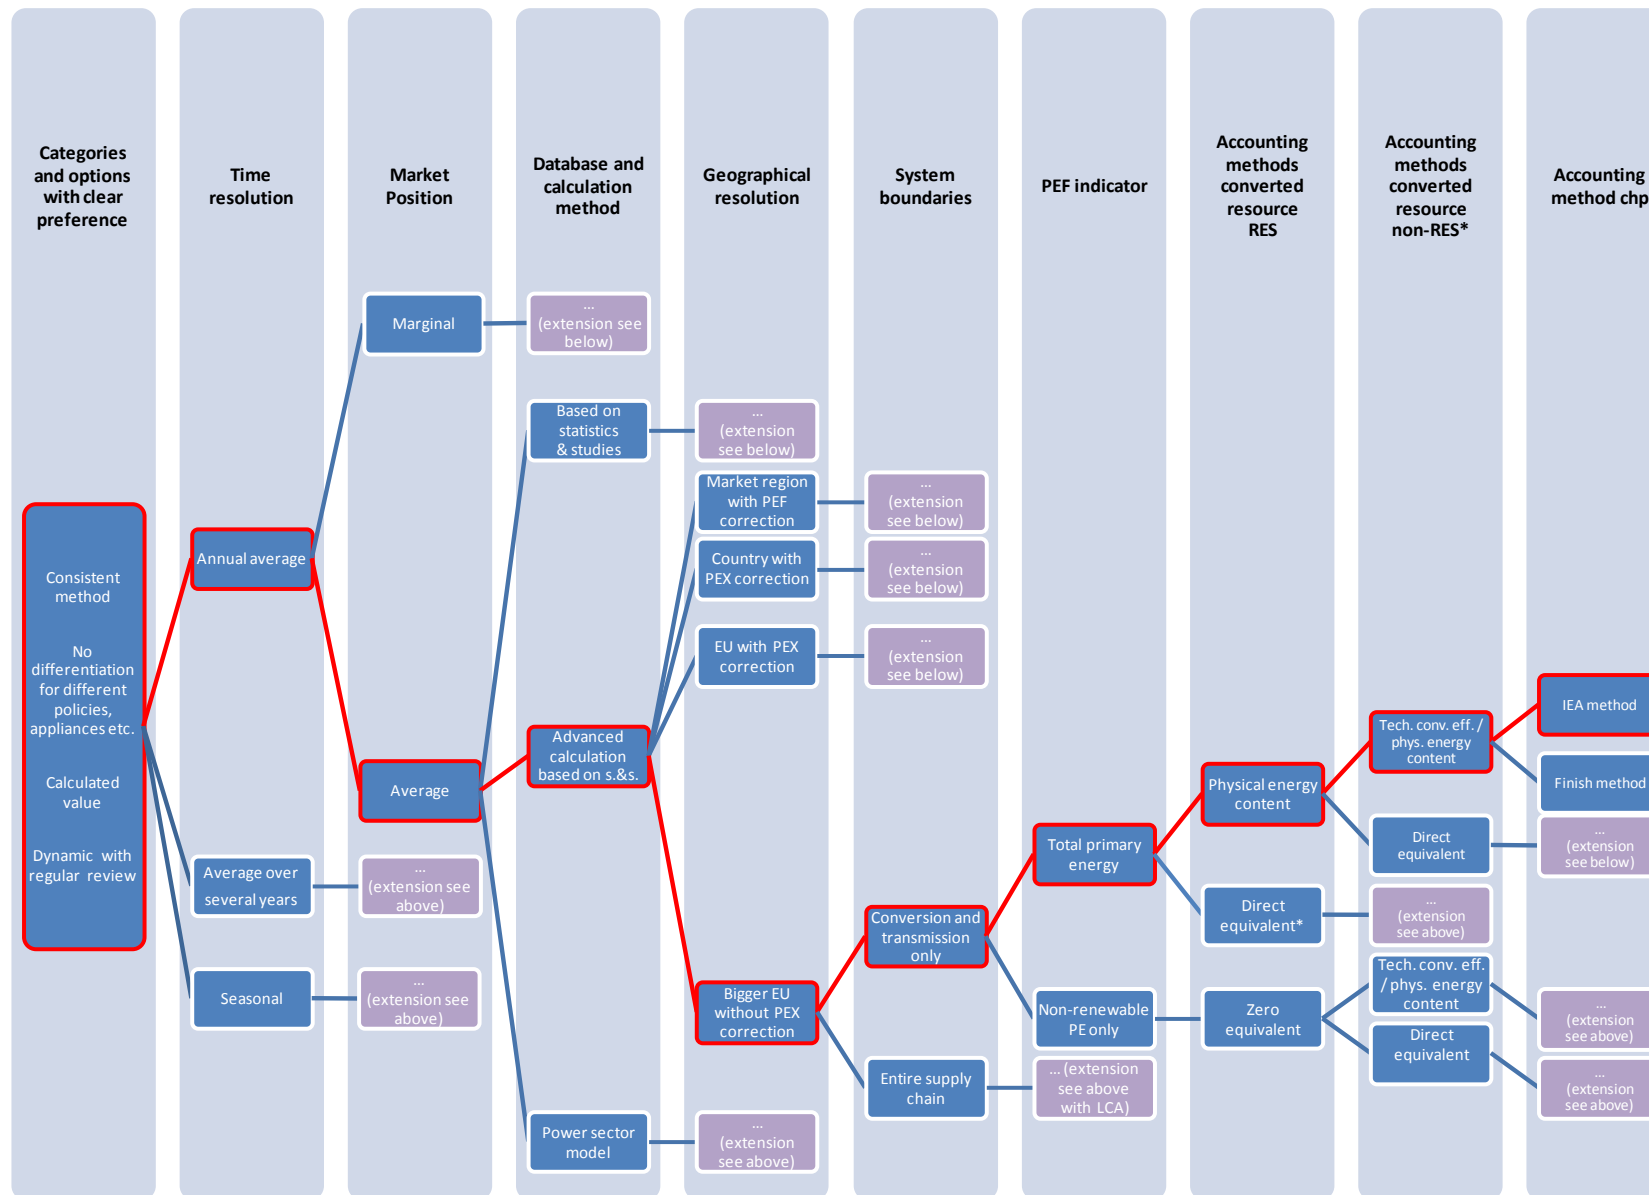 Categories
and options
with clear
preference
Time
resolution
Market
Position
Database and
calculation
method
Geographical
resolution
System
boundaries
PEF indicator
Accounting
methods
converted
resource
RES
Accounting
methods
converted
resource
non-RES*
Accounting
method chp
Consistent
method
No
differentiation
for different
policies,
appliances etc.
Calculated
value
Dynamic with
regular review
Annual average
Average over
several years
Seasonal
Marginal
Average
...
(extension see
above)
...
(extension see
above)
...
(extension see
below)
Based on
statistics
& studies
Advanced
calculation
based on s.&s.
Power sector
model
...
(extension
see below)
Market region
with PEF
correction
Country with
PEX correction
EU with PEX
correction
Bigger EU
without PEX
correction
...
(extension
see above)
...
(extension
see below)
...
(extension
see below)
...
(extension
see below)
Conversion and
transmission
only
Entire supply
chain
Total primary
energy
Non-renewable
PE only
... (extension
see above
with LCA)
Physical energy
content
Direct
equivalent*
Zero
equivalent
Tech. conv. eff. /
phys. energy
content
Direct
equivalent
...
(extension
see above)
Tech. conv. eff.
/ phys. energy
content
Direct
equivalent
IEA method
Finish method
...
(extension
see below)
...
(extension
see above)
...
(extension
see above)